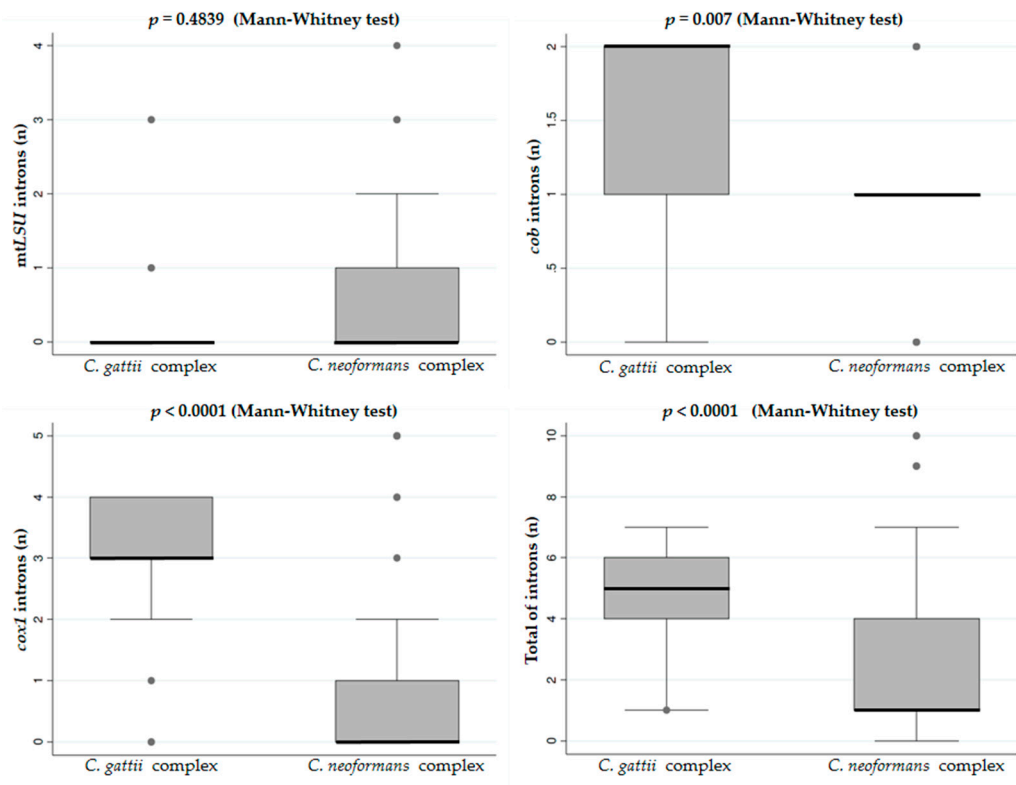 p = 0.4839 (Mann-Whitney test)
mtLSU introns (n)
4
3
2
1
0
C. gattii complex
C. neoformans complex
p = 0.007 (Mann-Whitney test)
cob introns (n)
2
1.5
1
.5
0
C. gattii complex
C. neoformans complex
p < 0.0001 (Mann-Whitney test)
cox1 introns (n)
5
4
3
2
1
0
C. gattii complex
C. neoformans complex
p < 0.0001 (Mann-Whitney test)
Total of introns (n)
10
8
6
4
2
0
C. gattii complex
C. neoformans complex